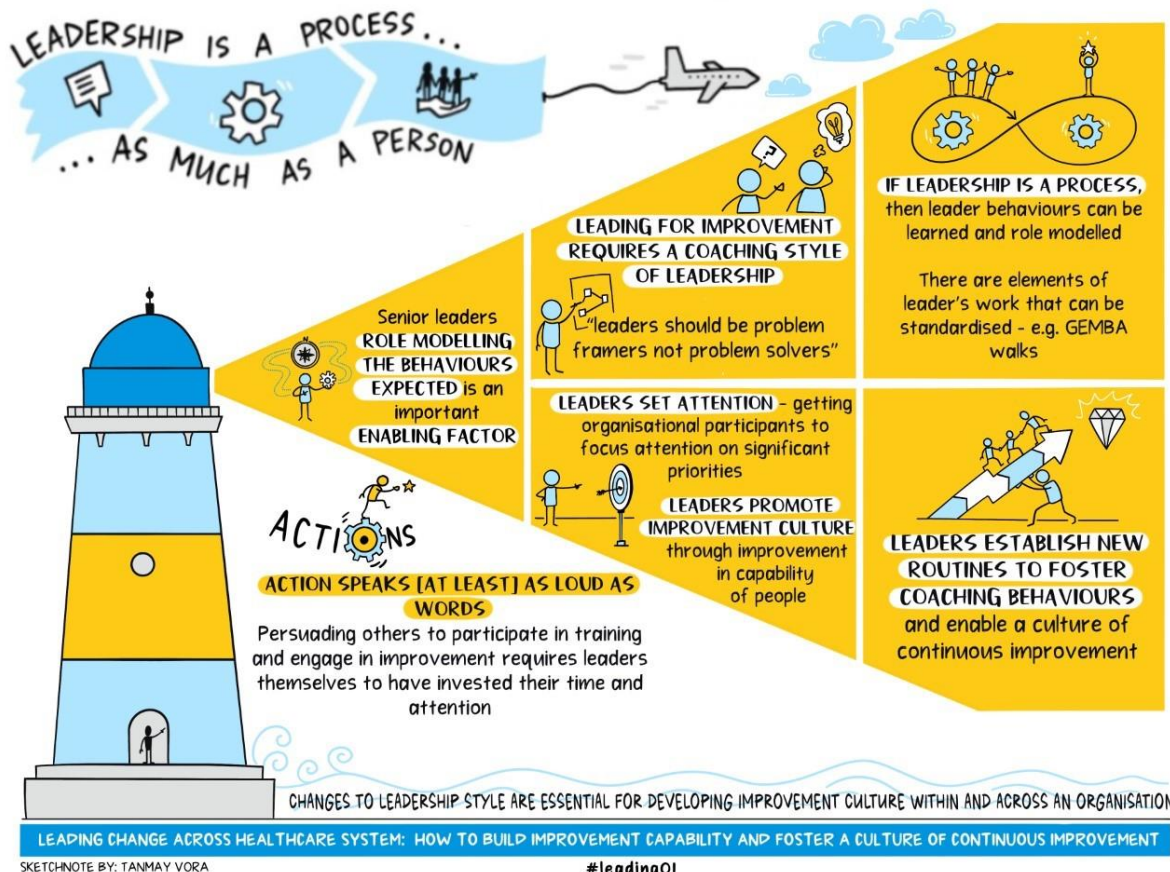 LEADERSHIP IS A PROCESS...
... AS MUCH AS A PERSON
Senior leaders
ROLE MODELLING
THE BEHAVIOURS
EXPECTED is an
important
ENABLING FACTOR
N
ACTIONS
ACTION SPEAKS [AT LEAST] AS LOUD AS
WORDS
Persuading others to participate in training
and engage in improvement requires leaders
themselves to have invested their time and
attention
?
LEADING FOR IMPROVEMENT
REQUIRES A COACHING STYLE
OF LEADERSHIP
"leaders should be problem
framers not problem solvers"
LEADERS SET ATTENTION - getting
organisational participants to
focus attention on significant
priorities
LEADERS PROMOTE
IMPROVEMENT CULTURE
through improvement
in capability
of people
IF LEADERSHIP IS A PROCESS,
then leader behaviours can be
learned and role modelled
There are elements of
leader's work that can be
standardised - e.g. GEMBA
walks
LEADERS ESTABLISH NEW
ROUTINES TO FOSTER
COACHING BEHAVIOURS
and enable a culture of
continuous improvement
CHANGES TO LEADERSHIP STYLE ARE ESSENTIAL FOR DEVELOPING IMPROVEMENT CULTURE WITHIN AND ACROSS AN ORGANISATION
LEADING CHANGE ACROSS HEALTHCARE SYSTEM: HOW TO BUILD IMPROVEMENT CAPABILITY AND FOSTER A CULTURE OF CONTINUOUS IMPROVEMENT
SKETCHNOTE BY: TANMAY VORA